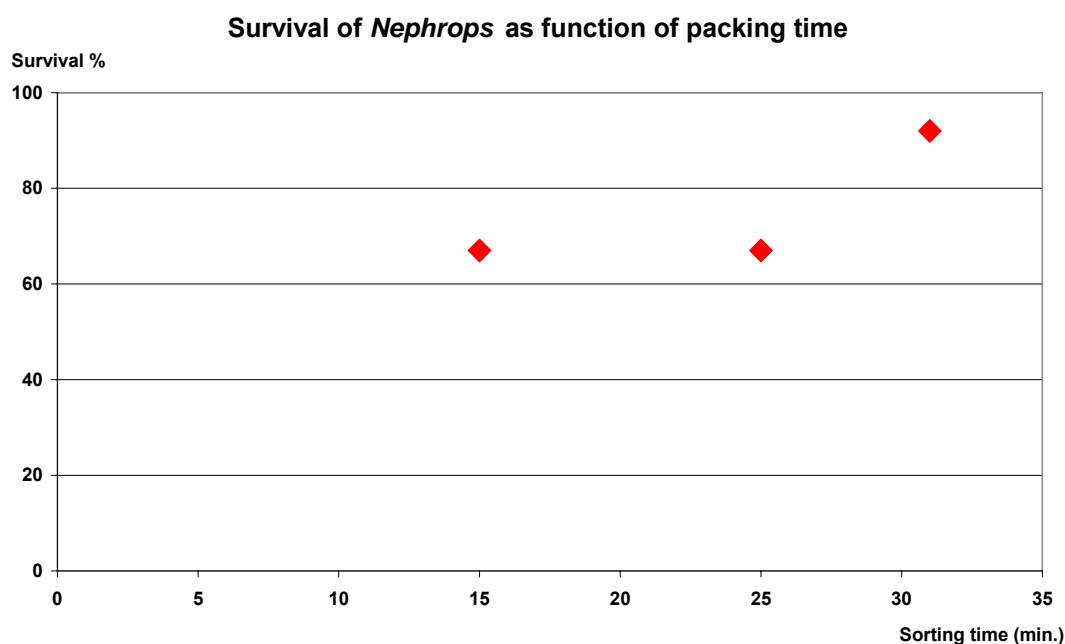 Survival of Nephrops as function of packing time
Survival %
100
80
60
40
20
0
0 5 10 15 20 25 30 35
Sorting time (min.)